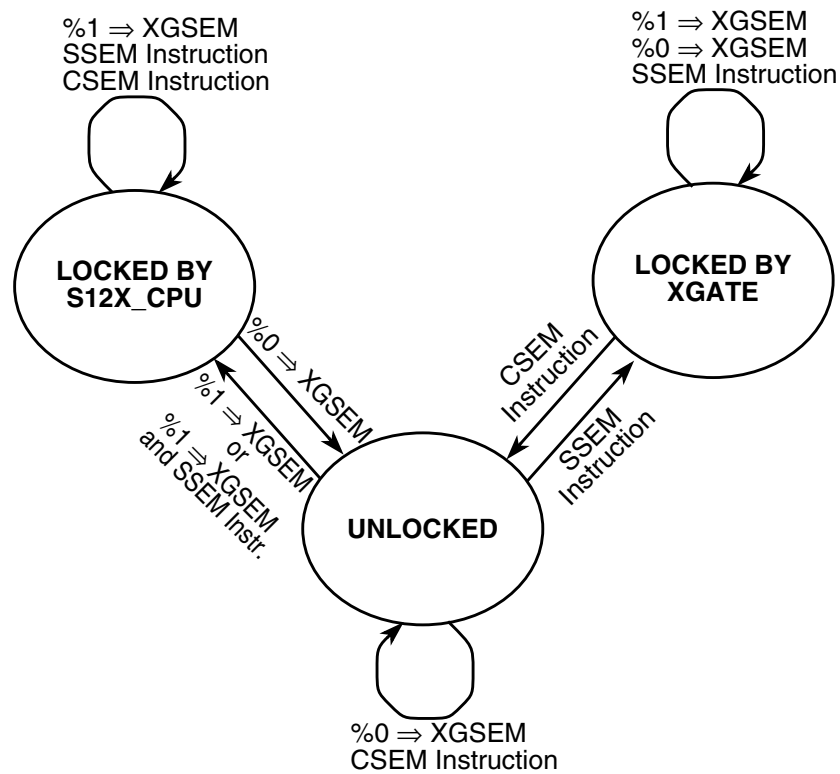 %1 ⇒ XGSEM
SSEM Instruction
CSEM Instruction
%1 ⇒ XGSEM
%0 ⇒ XGSEM
SSEM Instruction
LOCKED BY
S12X_CPU
LOCKED BY
XGATE
%0 ⇒ XGSEM
%1 ⇒ XGSEM
or
%1 ⇒ XGSEM
and SSEM Instr.
CSEM
Instruction
SSEM
Instruction
UNLOCKED
%0 ⇒ XGSEM
CSEM Instruction